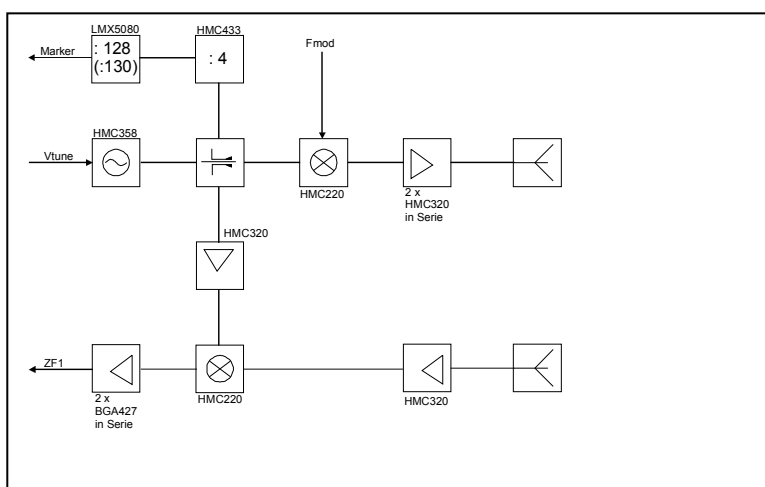 LMX5080
HMC433
Marker
: 128
(:130)
: 4
Fmod
HMC358
Vtune
HMC220
2 x
HMC320
in Serie
HMC320
ZF1
2 x
BGA427
in Serie
HMC220
HMC320